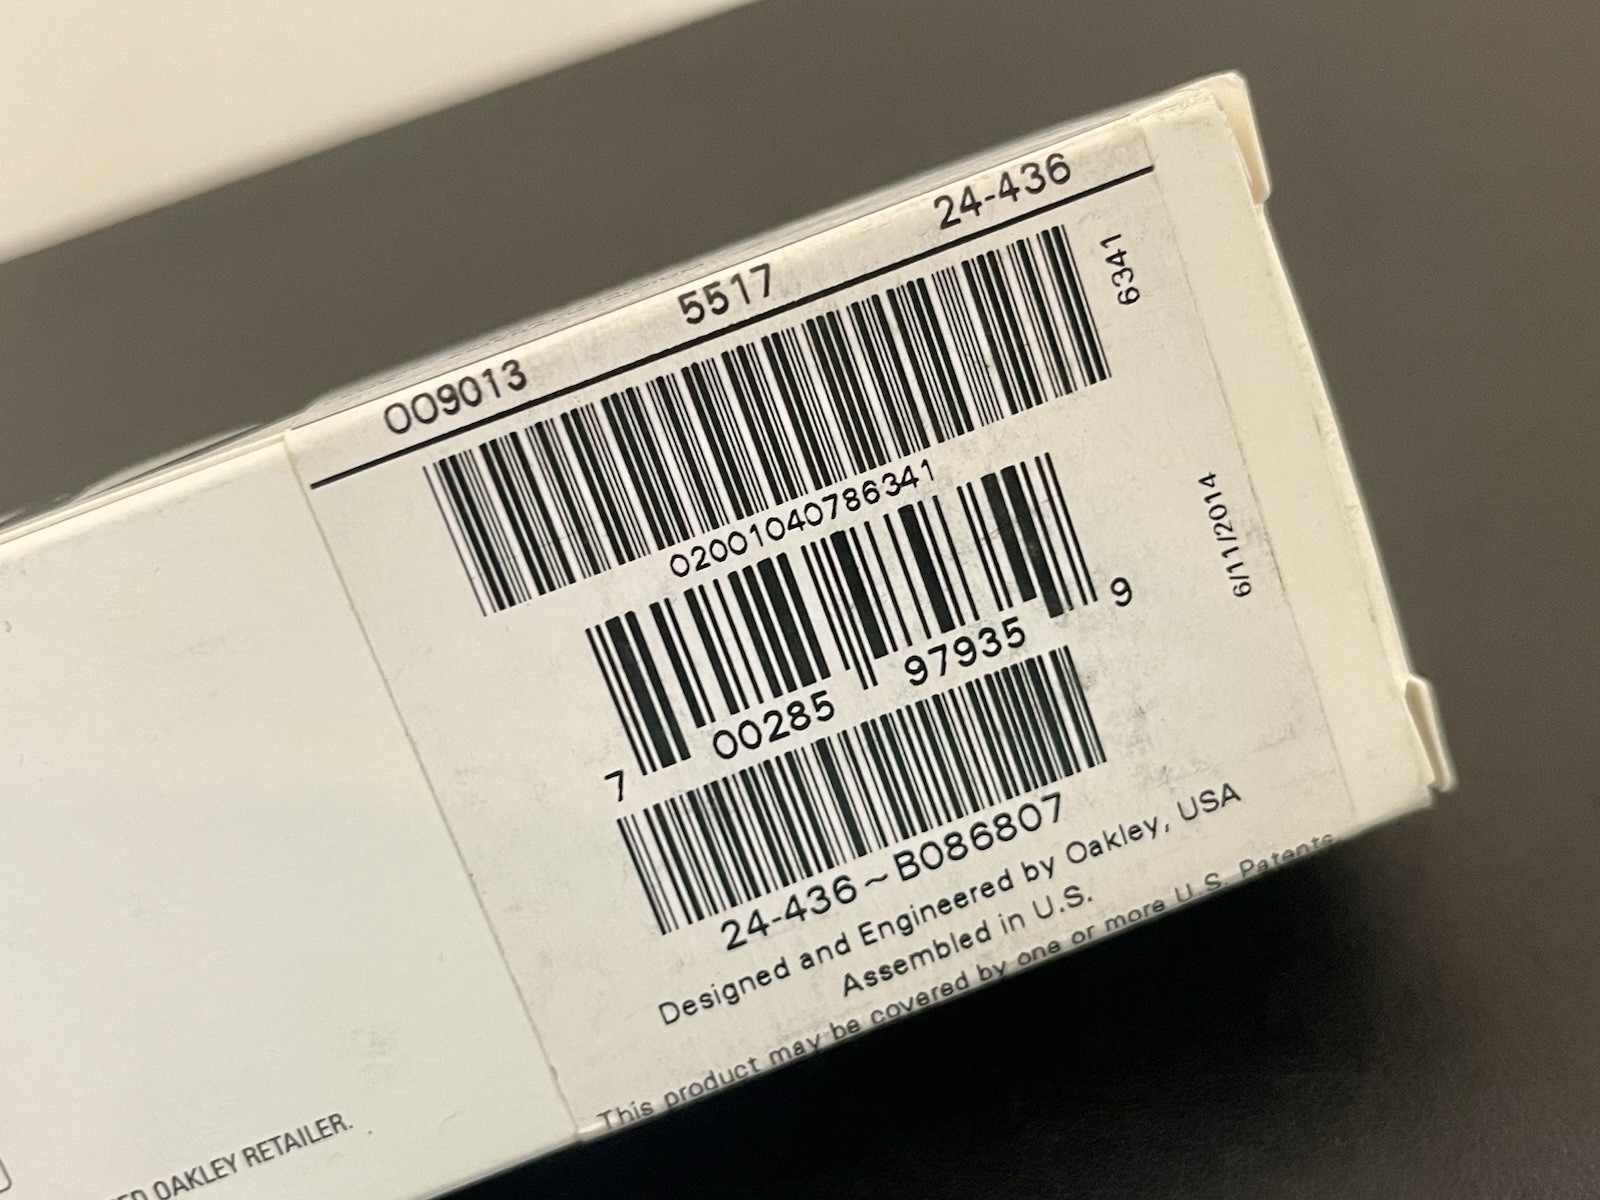 OO9013 5517 24-436
6341
02001040786341
6/11/2014
7 00285 97935 9
24-436~B086807
Designed and Engineered by Oakley, USA
Assembled in U.S.
This product may be covered by one or more U.S. Patents
OAKLEY RETAILER.